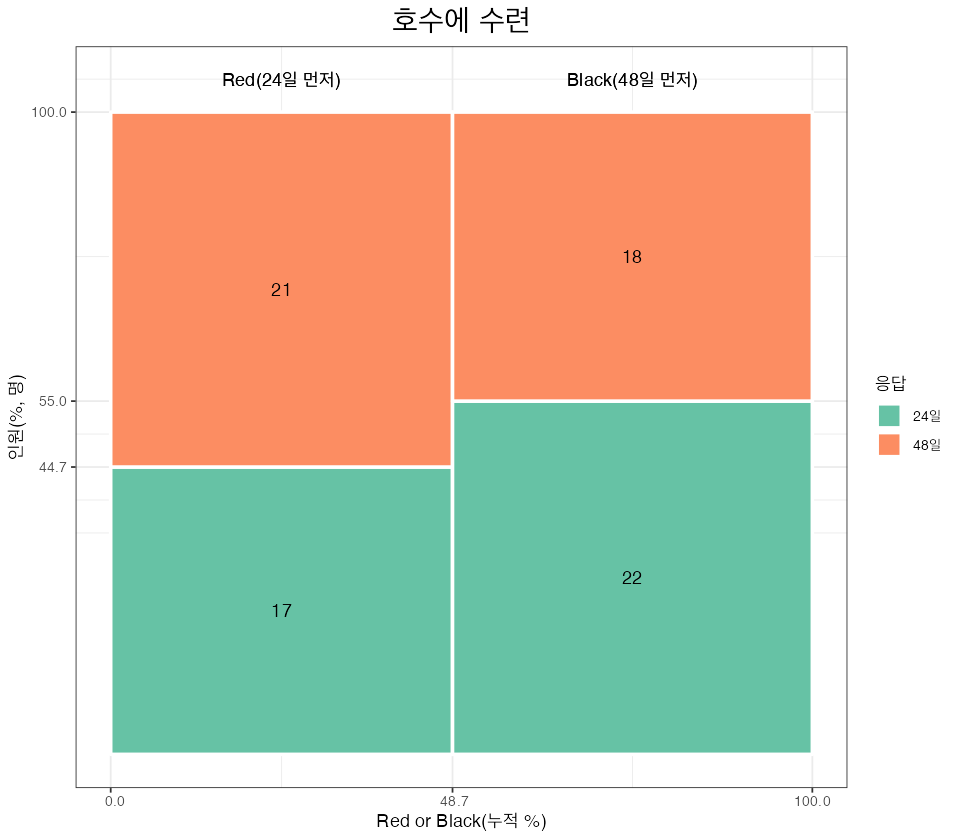 호수에 수련
Red(24일 먼저)
Black(48일 먼저)
100.0
55.0
44.7
인원(%, 명)
21
18
17
22
0.0
48.7
100.0
Red or Black(누적 %)
응답
24일
48일